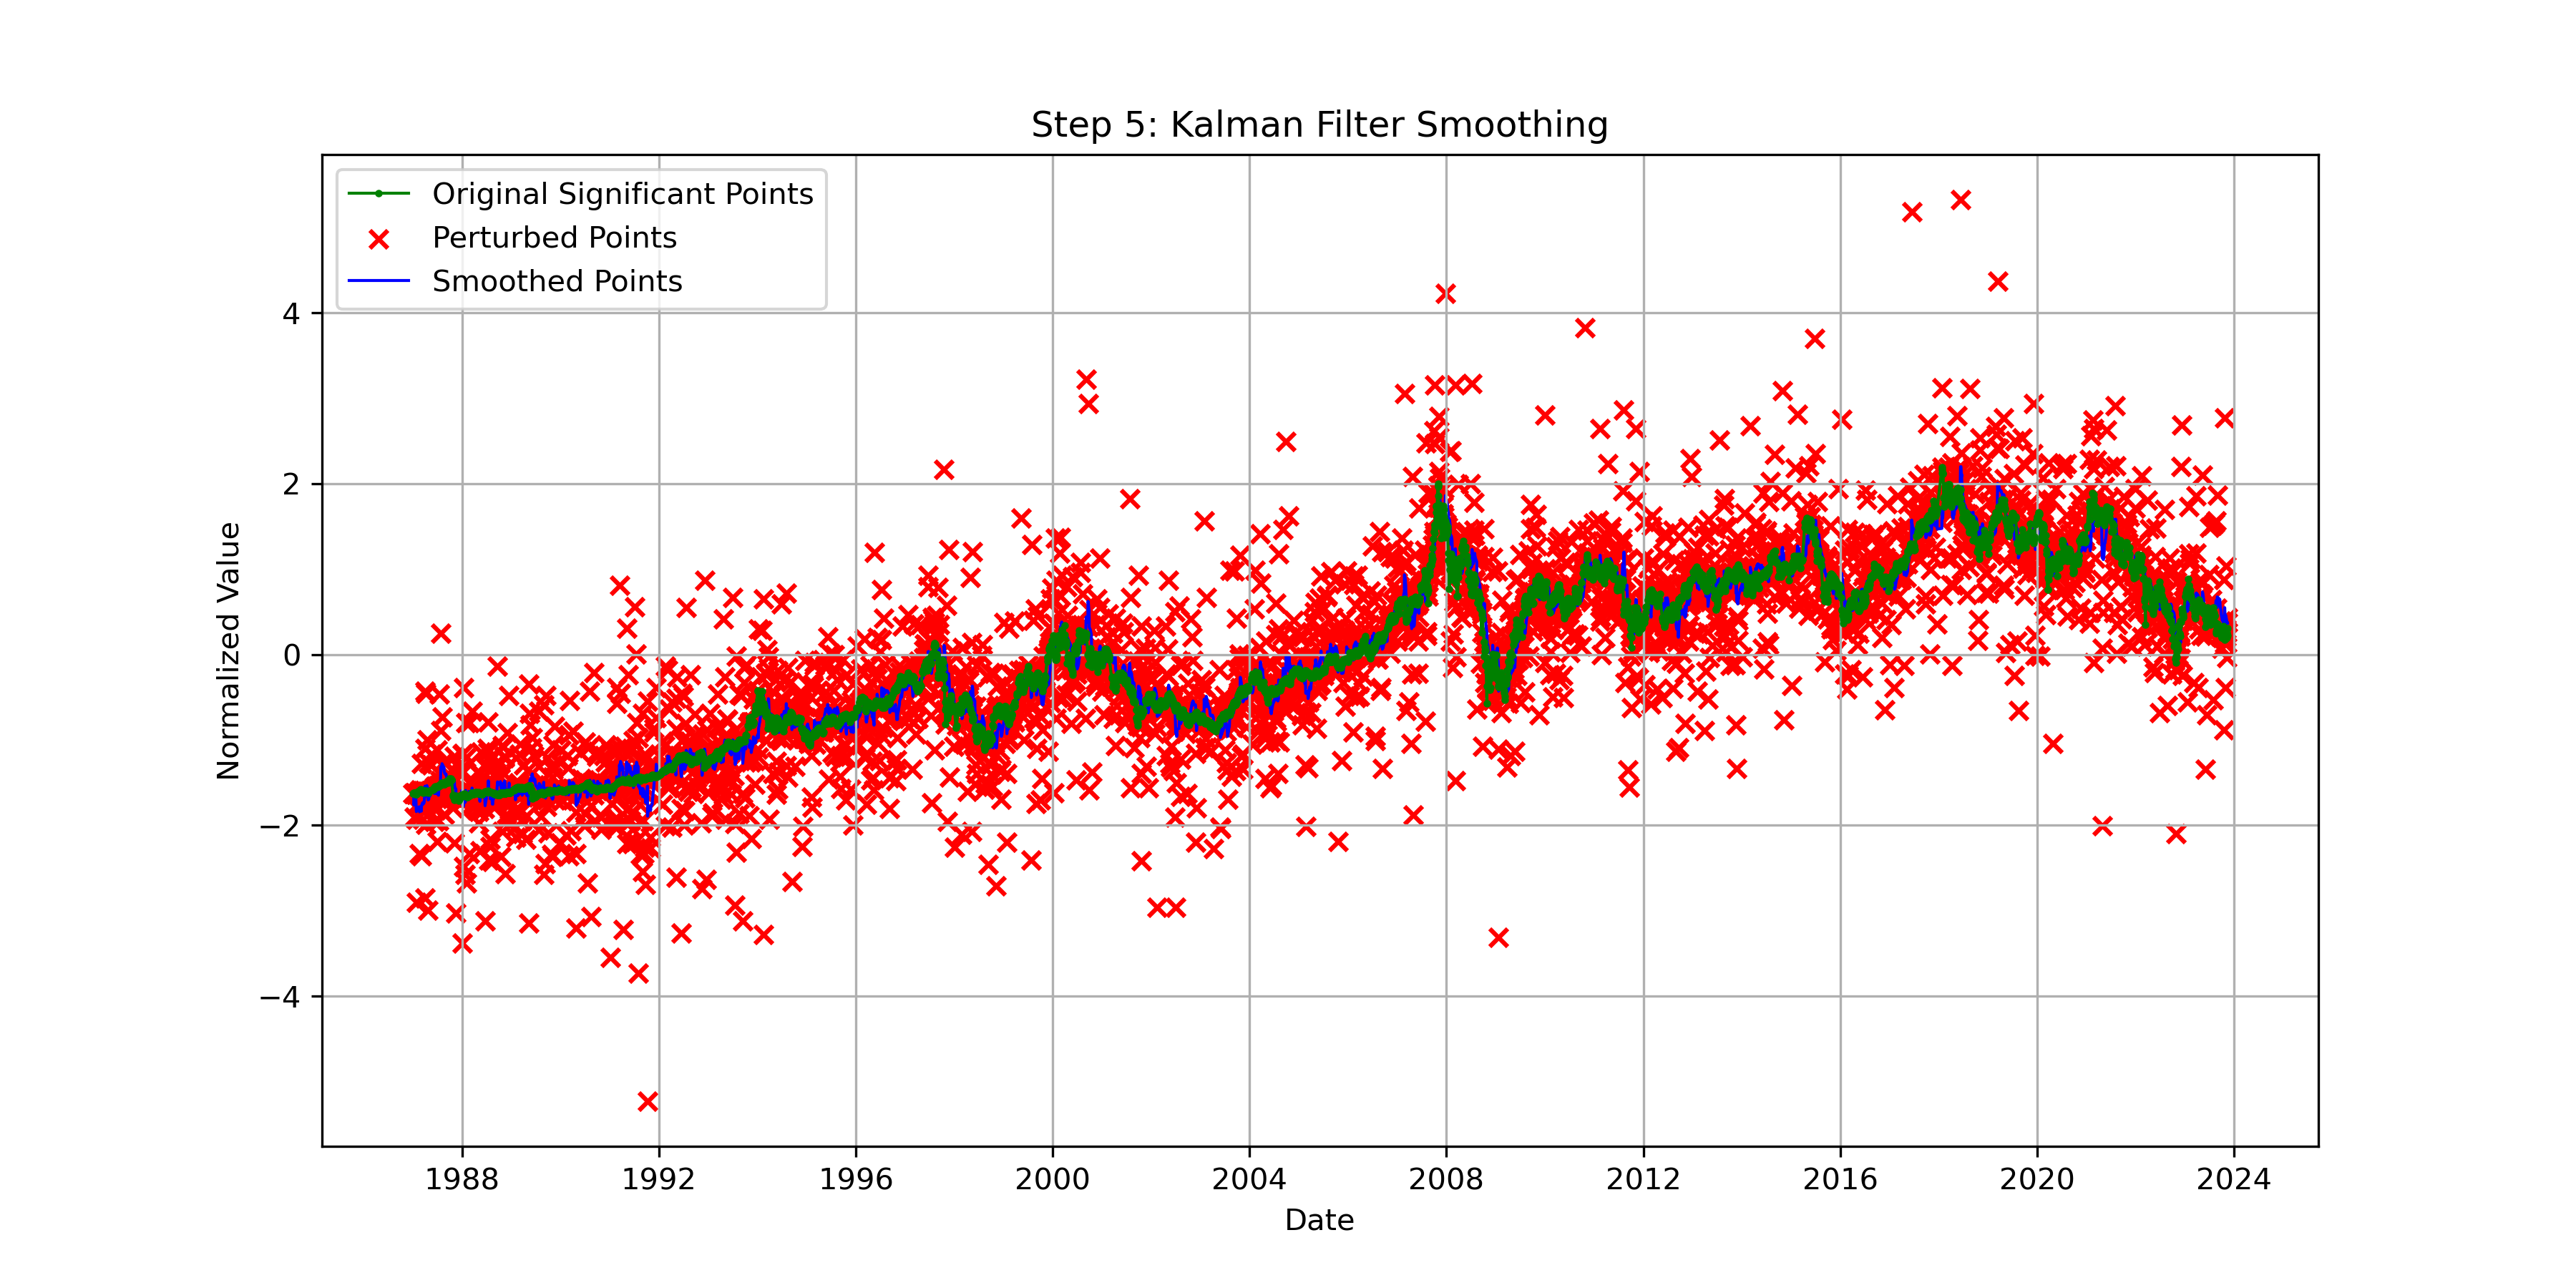 Step 5: Kalman Filter Smoothing
Original Significant Points
Perturbed Points
Smoothed Points
Normalized Value
4
2
0
−2
−4
1988 1992 1996 2000 2004 2008 2012 2016 2020 2024
Date